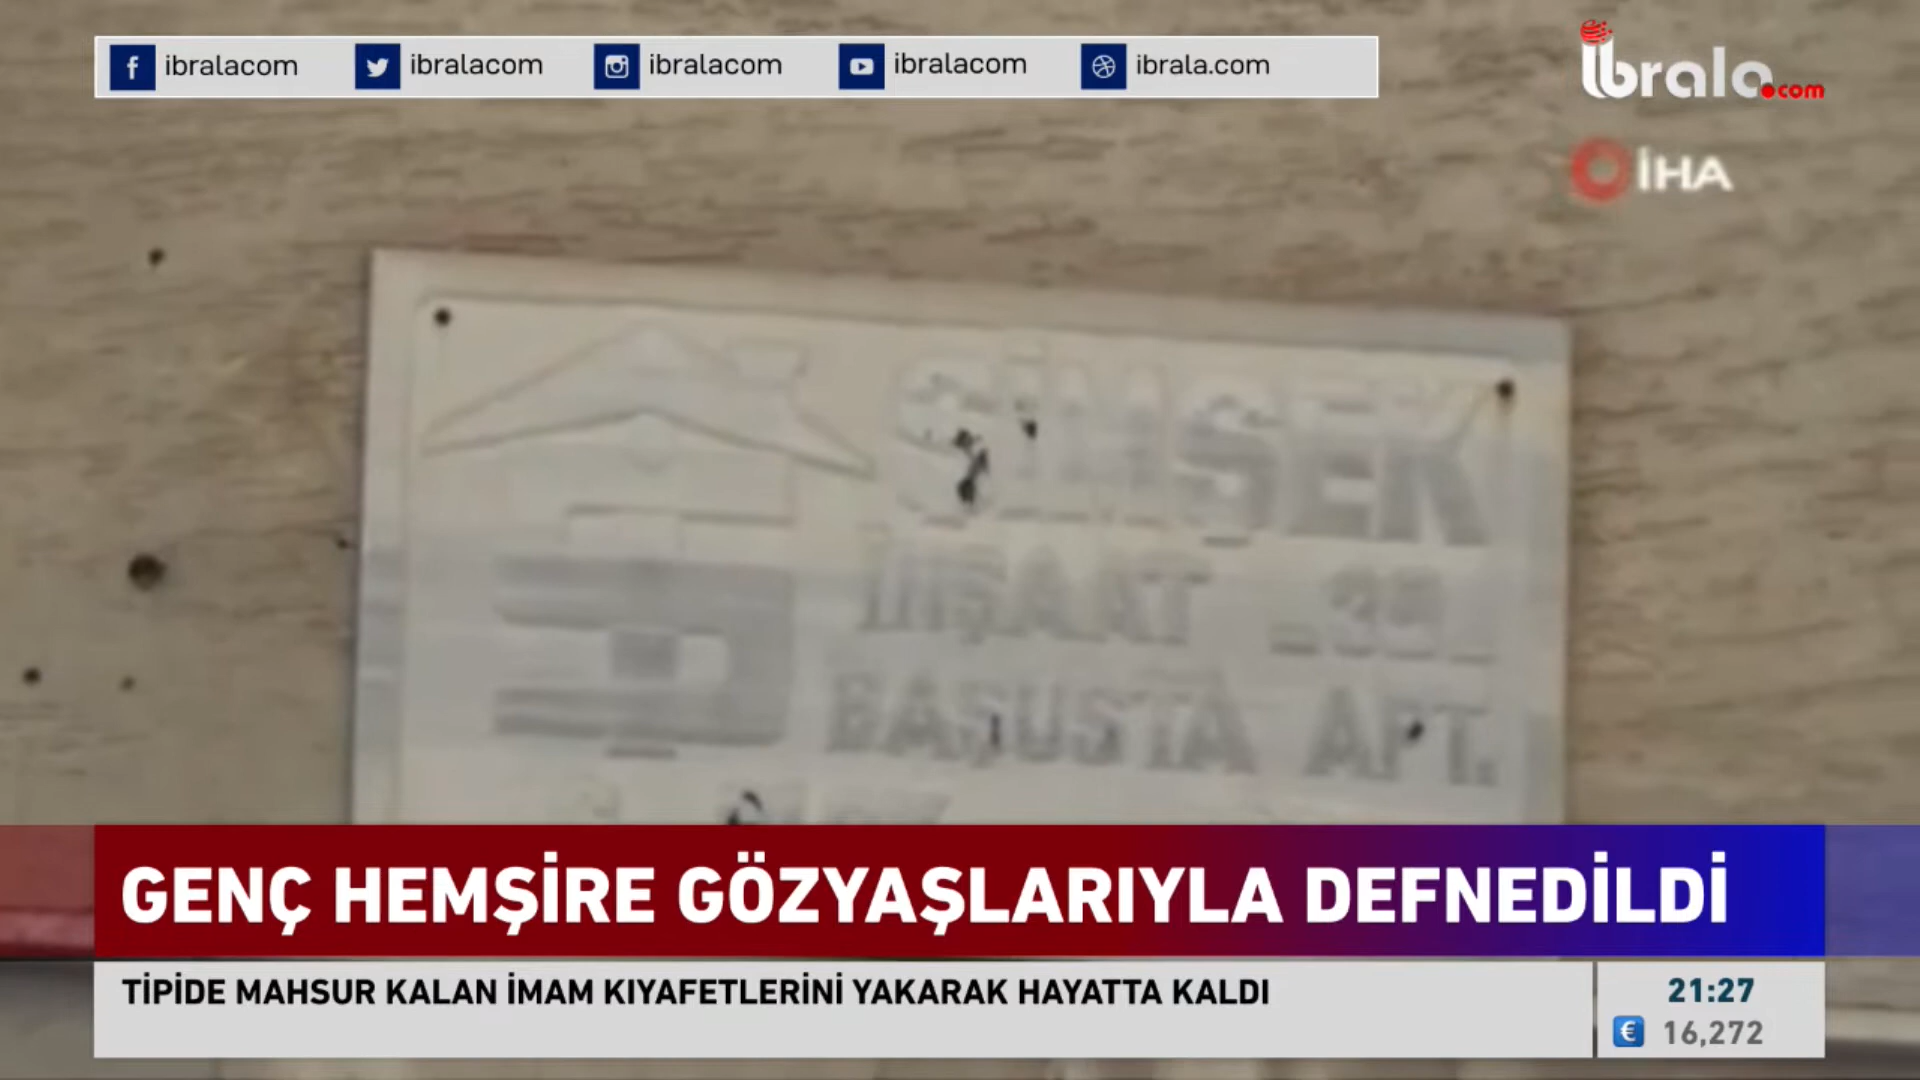 ibralacom ibralacom ibralacom ibralacom ibrala.com
ibrala.com
İHA
ŞİMŞEK
İNŞAAT
BAŞUSTA APT.
GENÇ HEMŞİRE GÖZYAŞLARIYLA DEFNEDİLDİ
TİPİDE MAHSUR KALAN İMAM KIYAFETLERİNİ YAKARAK HAYATTA KALDI
21:27
€ 16,272